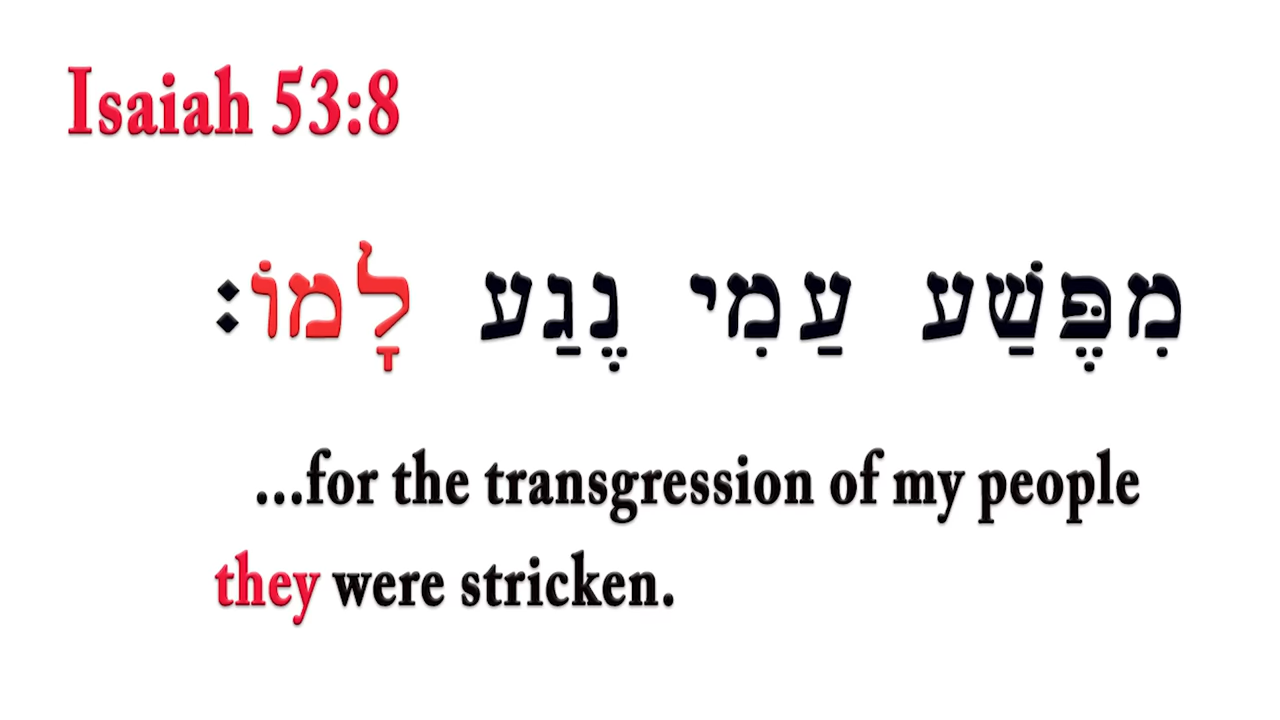 Isaiah 53:8
מִפֶּשַׁע עַמִּי נֶגַע לָמוֹ׃
...for the transgression of my people
they were stricken.